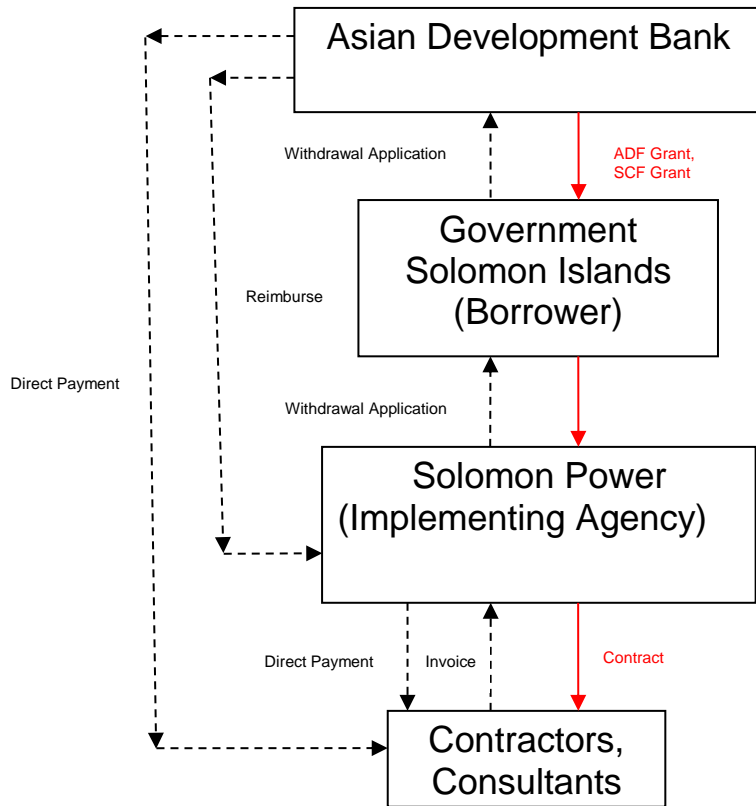 Asian Development Bank
Withdrawal Application
ADF Grant,
SCF Grant
Government
Solomon Islands
(Borrower)
Reimburse
Direct Payment
Withdrawal Application
Solomon Power
(Implementing Agency)
Direct Payment
Invoice
Contract
Contractors,
Consultants